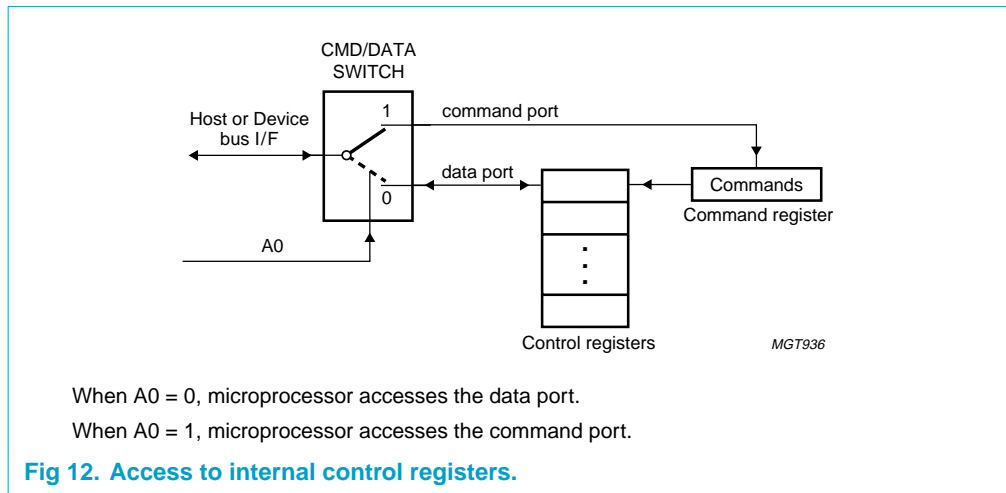 CMD/DATA
SWITCH
Host or Device
bus I/F
1
command port
data port
0
A0
Commands
Command register
Control registers
MGT936
When A0 = 0, microprocessor accesses the data port.
When A0 = 1, microprocessor accesses the command port.
Fig 12. Access to internal control registers.